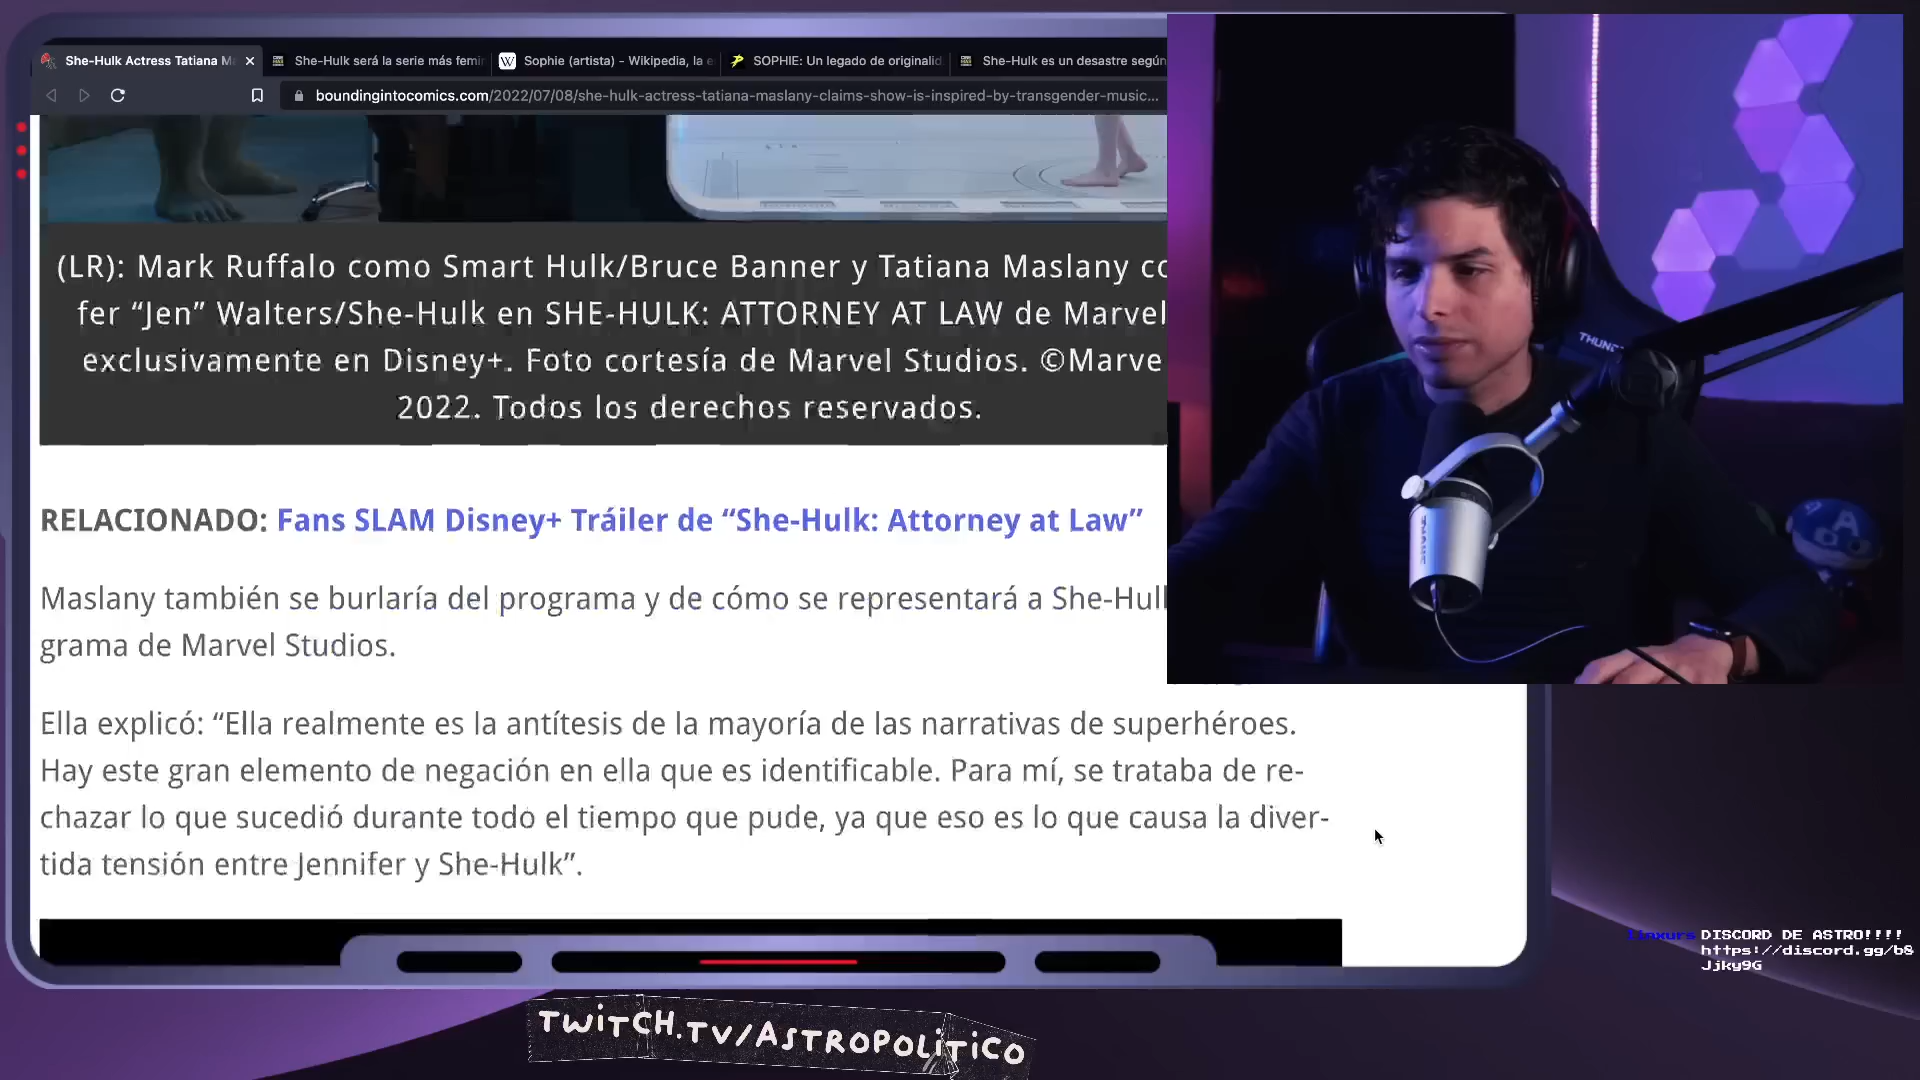 She-Hulk Actress Tatiana M
She-Hulk será la serie más femi
Sophie (artista) - Wikipedia, la e
SOPHIE: Un legado de originalid
She-Hulk es un desastre según
boundingintocomics.com/2022/07/08/she-hulk-actress-tatiana-maslany-claims-show-is-inspired-by-transgender-music...
(LR): Mark Ruffalo como Smart Hulk/Bruce Banner y Tatiana Maslany co
fer “Jen” Walters/She-Hulk en SHE-HULK: ATTORNEY AT LAW de Marvel
exclusivamente en Disney+. Foto cortesía de Marvel Studios. ©Marve
2022. Todos los derechos reservados.
RELACIONADO: Fans SLAM Disney+ Tráiler de “She-Hulk: Attorney at Law”
Maslany también se burlaría del programa y de cómo se representará a She-Hul
grama de Marvel Studios.
Ella explicó: “Ella realmente es la antítesis de la mayoría de las narrativas de superhéroes.
Hay este gran elemento de negación en ella que es identificable. Para mí, se trataba de re-
chazar lo que sucedió durante todo el tiempo que pude, ya que eso es lo que causa la diver-
tida tensión entre Jennifer y She-Hulk”.
DISCORD DE ASTRO!!!!
https://discord.gg/b8
Jjky9G
TWiTCH.TV/ASTROPOLiTiCO